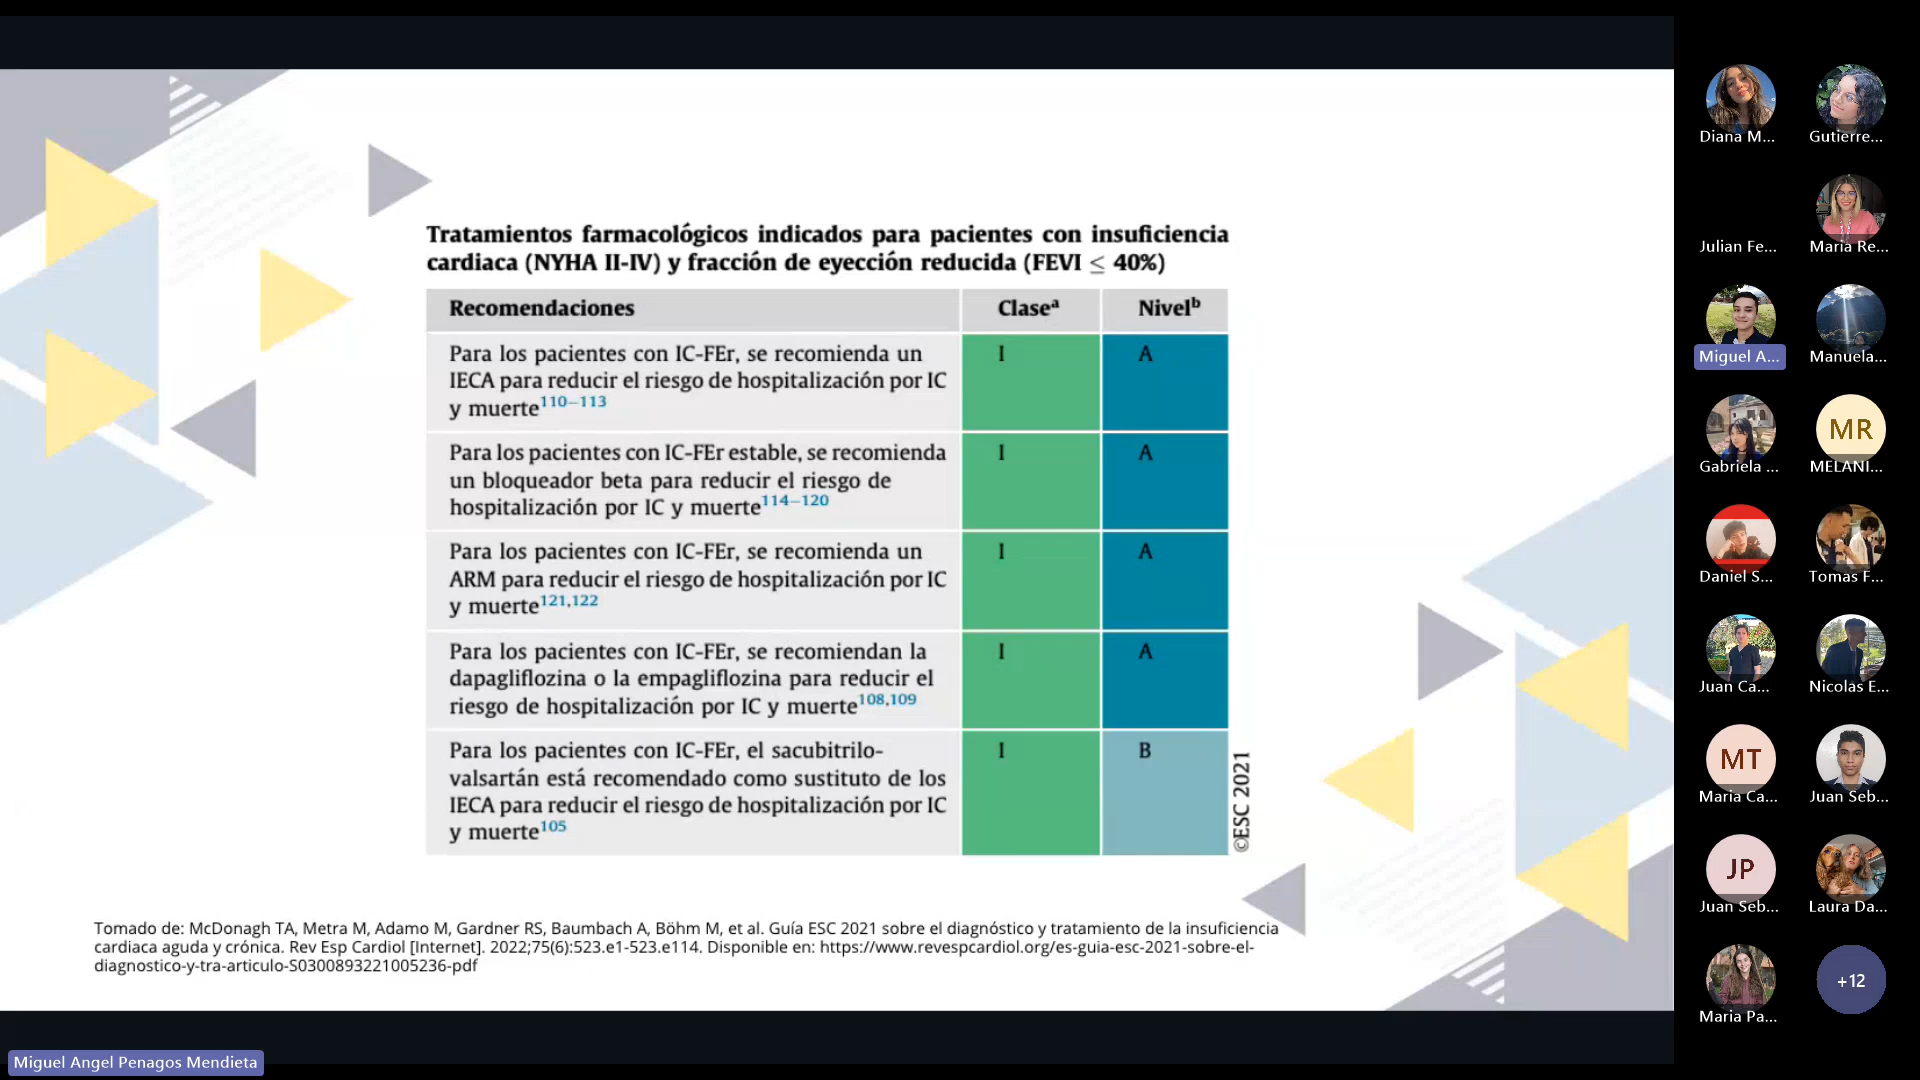 Tratamientos farmacológicos indicados para pacientes con insuficiencia
cardiaca (NYHA II-IV) y fracción de eyección reducida (FEVI ≤ 40%)
Recomendaciones Claseª Nivelᵇ
Para los pacientes con IC-FEr, se recomienda un I A
IECA para reducir el riesgo de hospitalización por IC
y muerte110–113
Para los pacientes con IC-FEr estable, se recomienda I A
un bloqueador beta para reducir el riesgo de
hospitalización por IC y muerte114–120
Para los pacientes con IC-FEr, se recomienda un I A
ARM para reducir el riesgo de hospitalización por IC
y muerte121,122
Para los pacientes con IC-FEr, se recomiendan la I A
dapagliflozina o la empagliflozina para reducir el
riesgo de hospitalización por IC y muerte108,109
Para los pacientes con IC-FEr, el sacubitrilo- I B
valsartán está recomendado como sustituto de los
IECA para reducir el riesgo de hospitalización por IC
y muerte105
©ESC 2021
Tomado de: McDonagh TA, Metra M, Adamo M, Gardner RS, Baumbach A, Böhm M, et al. Guía ESC 2021 sobre el diagnóstico y tratamiento de la insuficiencia
cardiaca aguda y crónica. Rev Esp Cardiol [Internet]. 2022;75(6):523.e1-523.e114. Disponible en: https://www.revespcardiol.org/es-guia-esc-2021-sobre-el-
diagnostico-y-tra-articulo-S0300893221005236-pdf
Miguel Angel Penagos Mendieta
Diana M... Gutierre...
Julian Fe... Maria Re...
Miguel A... Manuela...
MR
Gabriela ... MELANI...
Daniel S... Tomas F...
Juan Ca... Nicolas E...
MT
Maria Ca... Juan Seb...
JP
Juan Seb... Laura Da...
+12
Maria Pa...